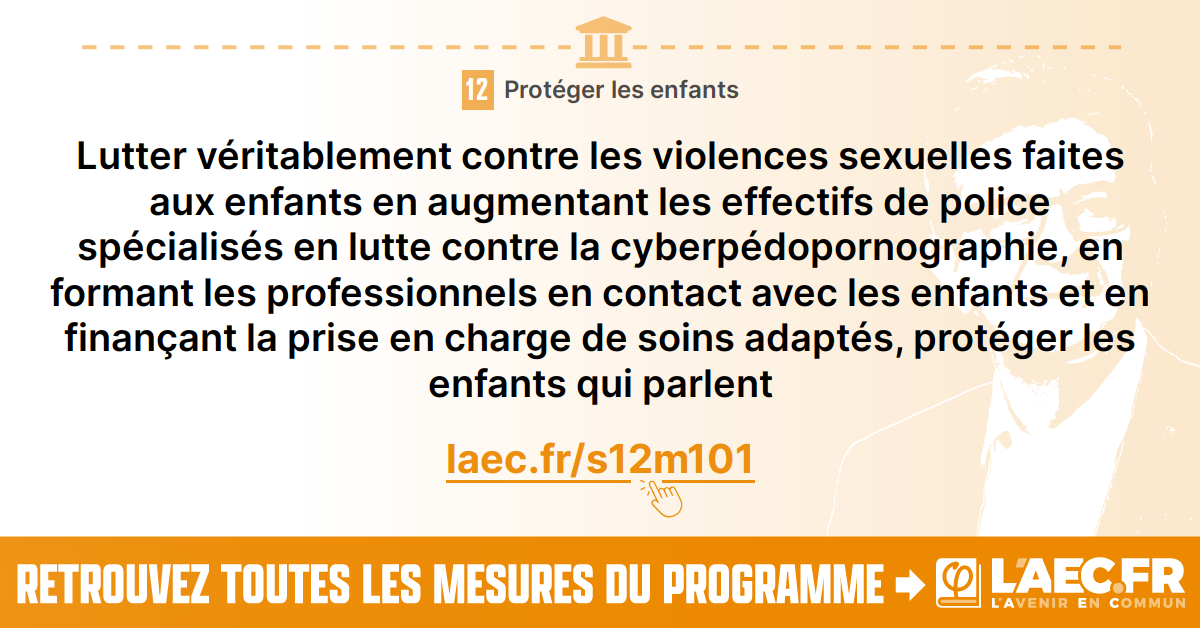 12 Protéger les enfants
Lutter véritablement contre les violences sexuelles faites
aux enfants en augmentant les effectifs de police
spécialisés en lutte contre la cyberpédopornographie, en
formant les professionnels en contact avec les enfants et en
finançant la prise en charge de soins adaptés, protéger les
enfants qui parlent
laec.fr/s12m101
RETROUVEZ TOUTES LES MESURES DU PROGRAMME
φ L'AEC.FR
L'AVENIR EN COMMUN